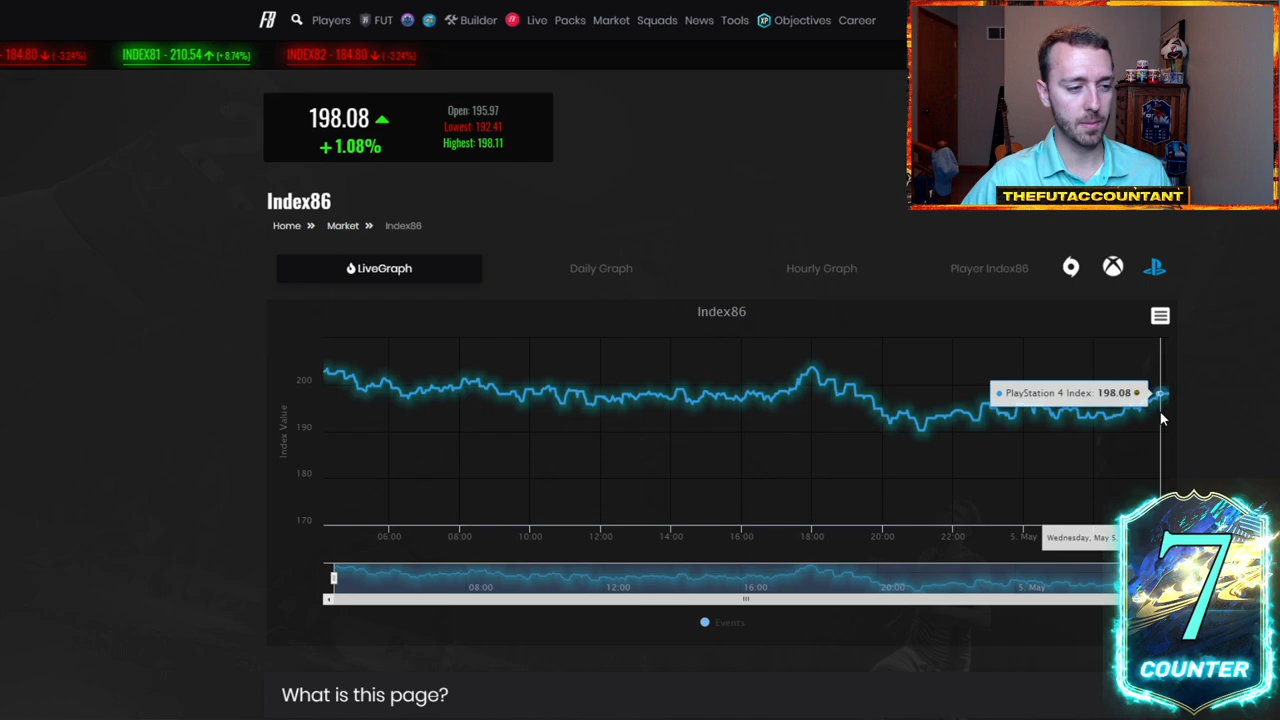 Players FUT Builder Live Packs Market Squads News Tools XP Objectives Career
- 184.80 (-3.24%) INDEX81 - 210.54 (+ 8.74%) INDEX82 - 184.80 (-3.24%)
198.08
+ 1.08%
Open: 195.97
Lowest: 192.41
Highest: 198.11
THEFUTACCOUNTANT
Index86
Home » Market » Index86
LiveGraph Daily Graph Hourly Graph Player Index86
Index86
200
190
180
170
Index Value
PlayStation 4 Index: 198.08
06:00 08:00 10:00 12:00 14:00 16:00 18:00 20:00 22:00 5. May
Wednesday, May 5,
08:00 12:00 16:00 20:00 5. May
Events
7
COUNTER
What is this page?